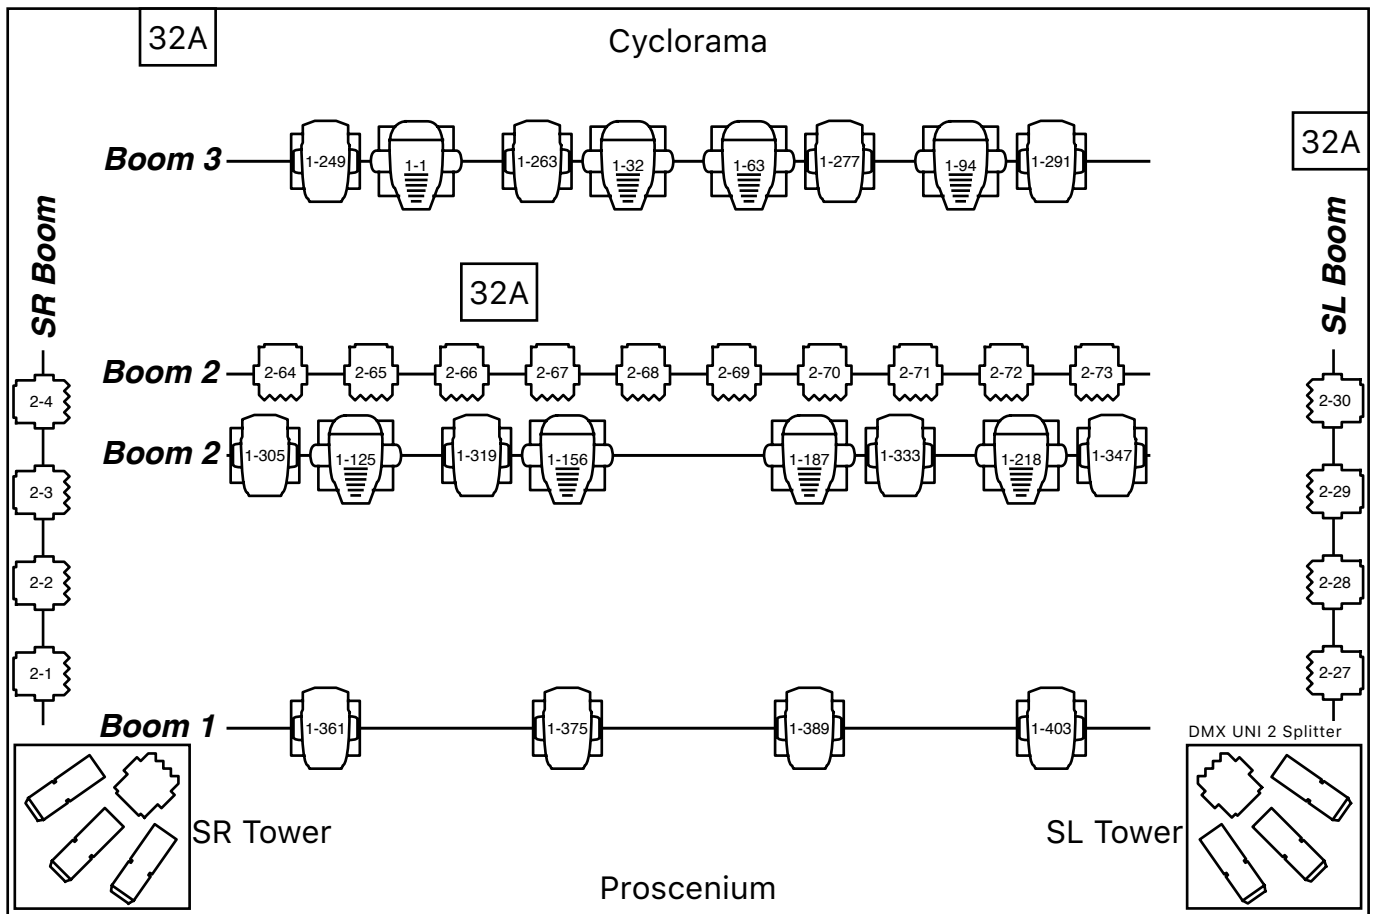 32A
Cyclorama
32A
Boom 3
1-249
1-1
1-263
1-32
1-63
1-277
1-94
1-291
SR Boom
SL Boom
32A
Boom 2
2-64
2-65
2-66
2-67
2-68
2-69
2-70
2-71
2-72
2-73
2-4
2-30
Boom 2
1-305
1-125
1-319
1-156
1-187
1-333
1-218
1-347
2-3
2-29
2-2
2-28
2-1
2-27
Boom 1
1-361
1-375
1-389
1-403
DMX UNI 2 Splitter
SR Tower
SL Tower
Proscenium